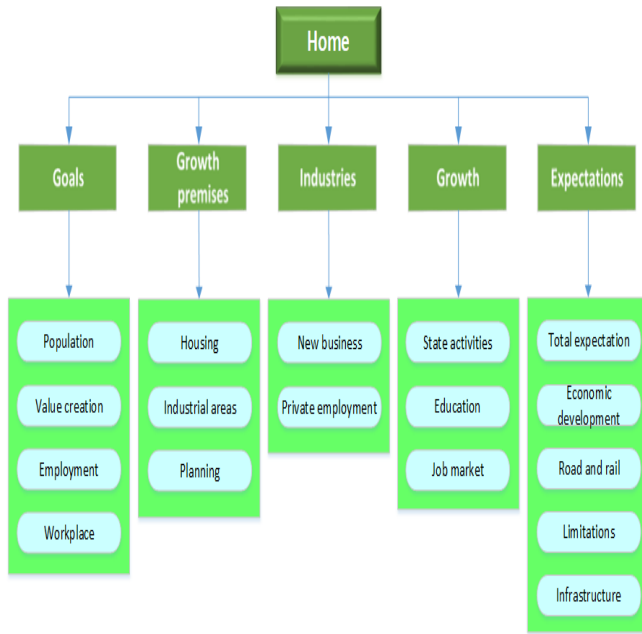 Home
Goals
Growth
premises
Industries
Growth
Expectations
Population
Value creation
Employment
Workplace
Housing
Industrial areas
Planning
New business
Private employment
State activities
Education
Job market
Total expectation
Economic
development
Road and rail
Limitations
Infrastructure